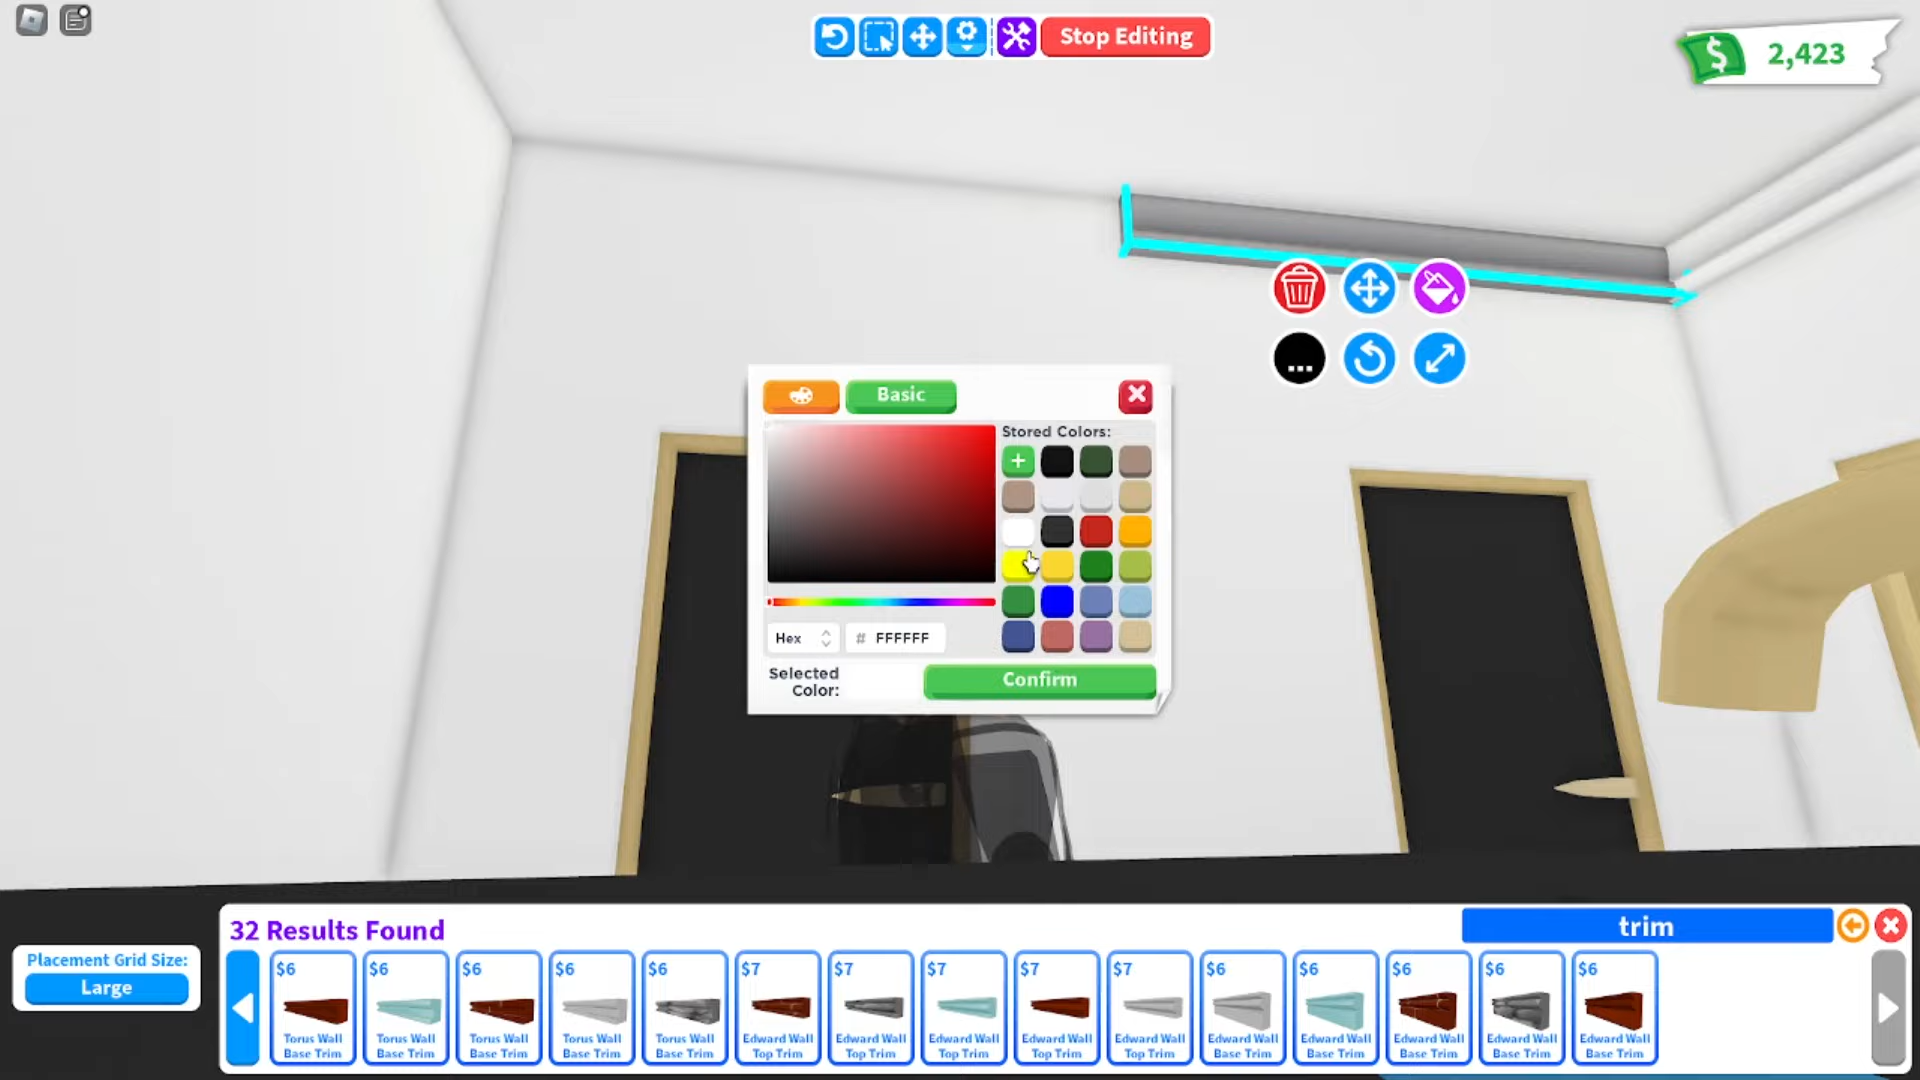 Stop Editing
2,423
...
Basic
Stored Colors:
+
Hex
# FFFFFF
Selected
Color:
Confirm
32 Results Found
trim
Placement Grid Size:
Large
$6
Torus Wall
Base Trim
$6
Torus Wall
Base Trim
$6
Torus Wall
Base Trim
$6
Torus Wall
Base Trim
$6
Torus Wall
Base Trim
$7
Edward Wall
Top Trim
$7
Edward Wall
Top Trim
$7
Edward Wall
Top Trim
$7
Edward Wall
Top Trim
$7
Edward Wall
Top Trim
$6
Edward Wall
Base Trim
$6
Edward Wall
Base Trim
$6
Edward Wall
Base Trim
$6
Edward Wall
Base Trim
$6
Edward Wall
Base Trim